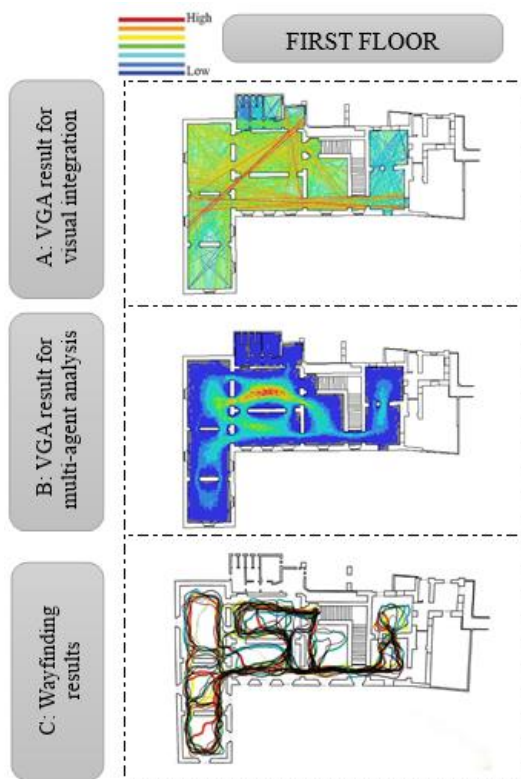 High
Low
FIRST FLOOR
A: VGA result for
visual integration
B: VGA result for
multi-agent analysis
C: Wayfinding
results